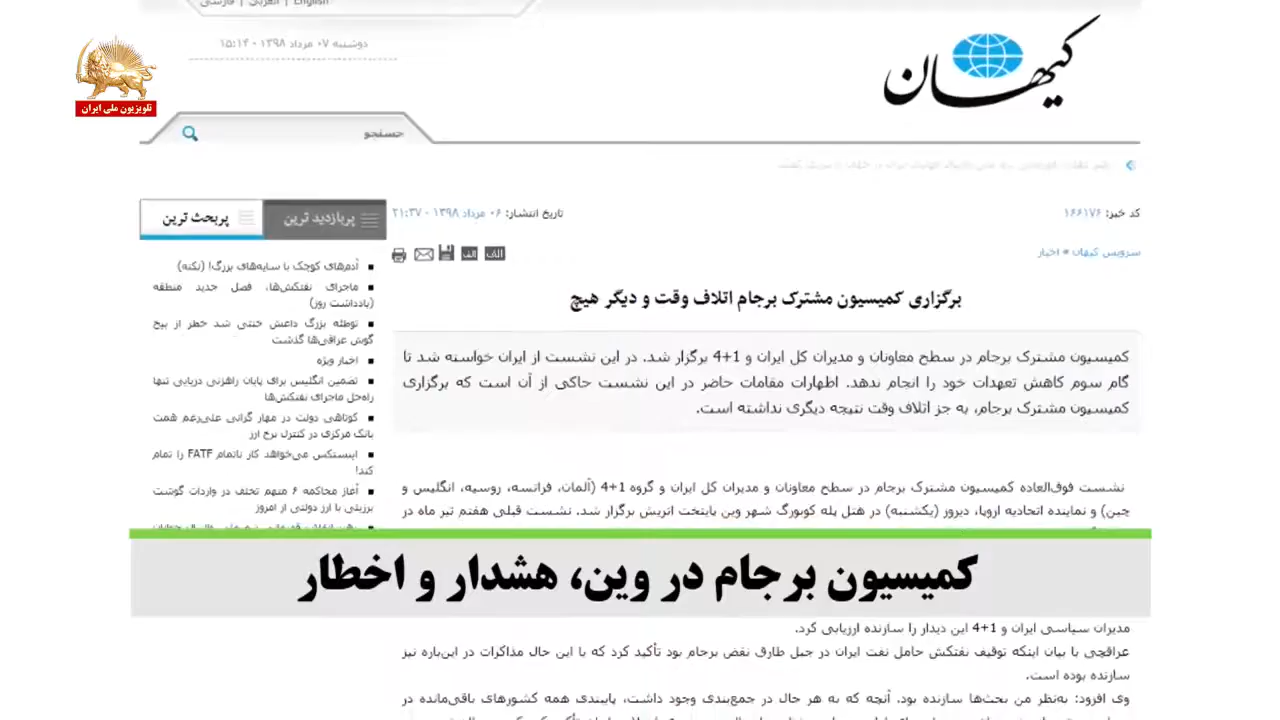 فارسی | العربی | English
دوشنبه ۰۷ مرداد ۱۳۹۸ - ۱۵:۱۴
کیهان
تلویزیون ملی ایران
جستجو
کد خبر: ۱۶۶۱۷۶
تاریخ انتشار: ۰۶ مرداد ۱۳۹۸ - ۲۱:۳۷
پربازدید ترین
پربحث ترین
سرویس کیهان » اخبار
الف الف
برگزاری کمیسیون مشترک برجام اتلاف وقت و دیگر هیچ
کمیسیون مشترک برجام در سطح معاونان و مدیران کل ایران و 1+4 برگزار شد. در این نشست از ایران خواسته شد تا
گام سوم کاهش تعهدات خود را انجام ندهد. اظهارات مقامات حاضر در این نشست حاکی از آن است که برگزاری
کمیسیون مشترک برجام، به جز اتلاف وقت نتیجه دیگری نداشته است.
نشست فوق‌العاده کمیسیون مشترک برجام در سطح معاونان و مدیران کل ایران و گروه 1+4 (آلمان، فرانسه، روسیه، انگلیس و
چین) و نماینده اتحادیه اروپا، دیروز (یکشنبه) در هتل پله کوبورگ شهر وین پایتخت اتریش برگزار شد. نشست قبلی هفتم تیر ماه در
آدم‌های کوچک با سایه‌های بزرگ! (نکته)
ماجرای نفتکش‌ها، فصل جدید منطقه
(یادداشت روز)
توطئه بزرگ داعش خنثی شد خطر از بیخ
گوش عراقی‌ها گذشت
اخبار ویژه
تضمین انگلیس برای پایان راهزنی دریایی تنها
راه‌حل ماجرای نفتکش‌ها
کوتاهی دولت در مهار گرانی علی‌رغم همت
بانک مرکزی در کنترل نرخ ارز
اینستکس می‌خواهد کار ناتمام FATF را تمام
کند!
آغاز محاکمه ۶ متهم تخلف در واردات گوشت
برزیلی با ارز دولتی از امروز
کمیسیون برجام در وین، هشدار و اخطار
مدیران سیاسی ایران و 1+4 این دیدار را سازنده ارزیابی کرد.
عراقچی با بیان اینکه توقیف نفتکش حامل نفت ایران در جبل طارق نقض برجام بود تأکید کرد که با این حال مذاکرات در این‌باره نیز
سازنده بوده است.
وی افزود: به‌نظر من بحث‌ها سازنده بود. آنچه که به هر حال در جمع‌بندی وجود داشت، پایبندی همه کشورهای باقی‌مانده در